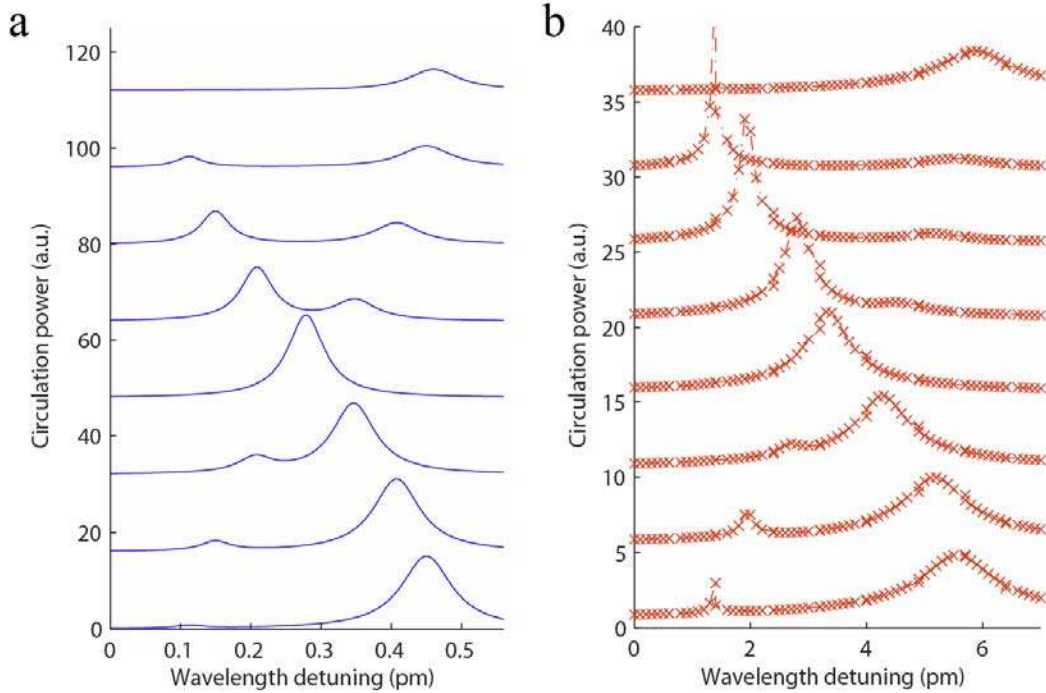 a
120
100
80
60
40
20
0
Circulation power (a.u.)
0 0.1 0.2 0.3 0.4 0.5
Wavelength detuning (pm)
b
40
35
30
25
20
15
10
5
0
Circulation power (a.u.)
0 2 4 6
Wavelength detuning (pm)